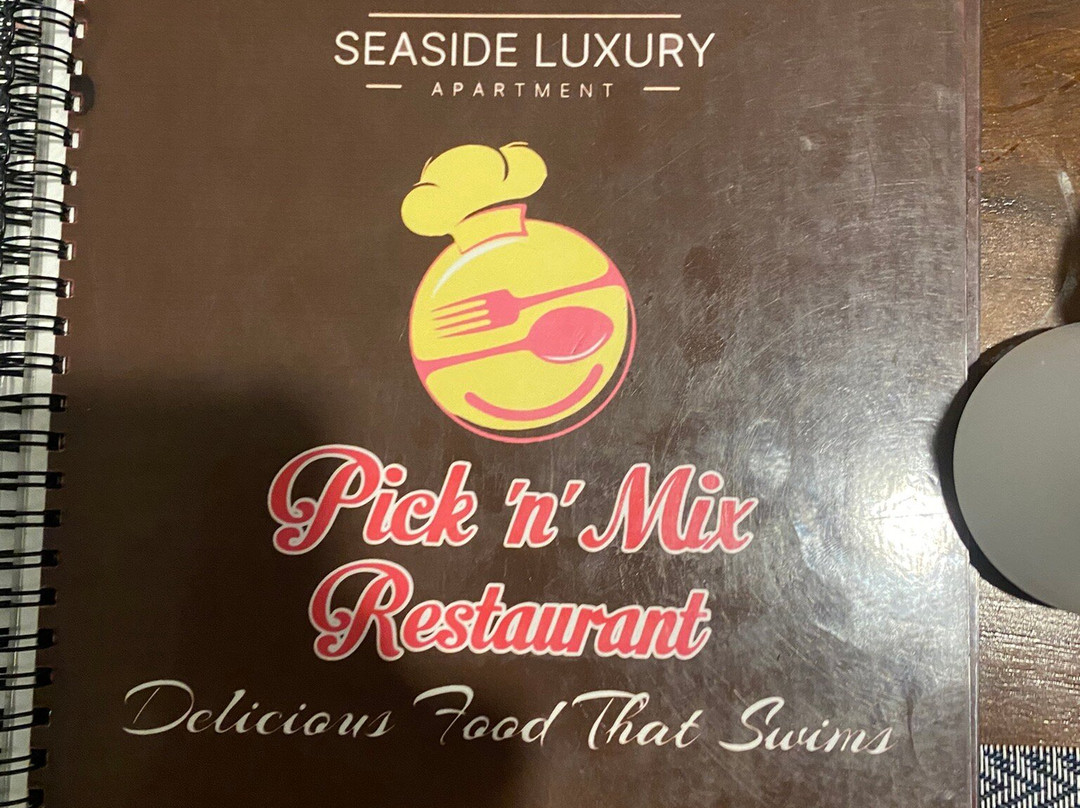 SEASIDE LUXURY
APARTMENT
Pick 'n' Mix
Restaurant
Delicious Food That Swims